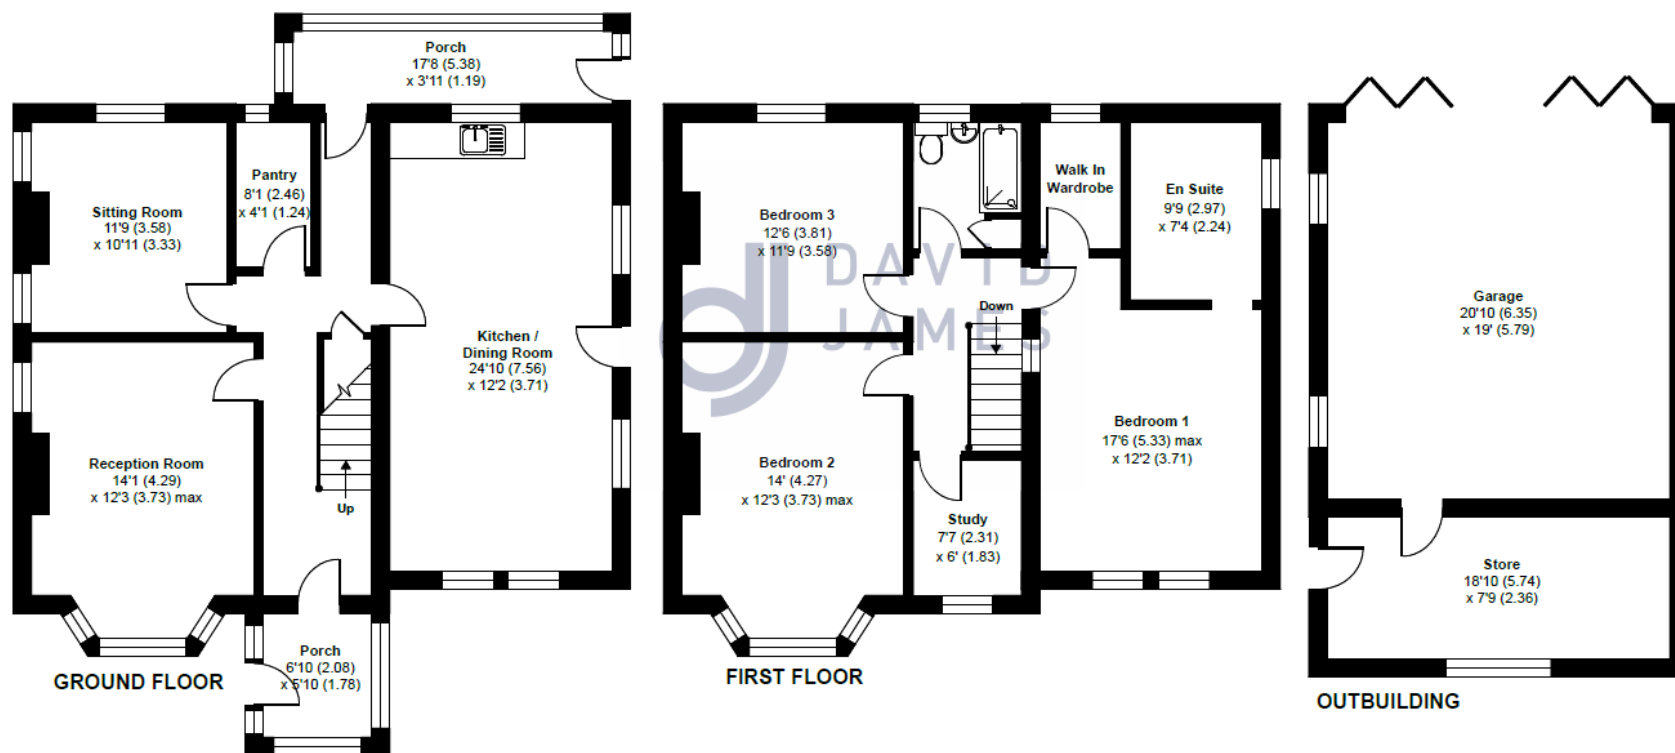 Porch
17'8 (5.38)
x 3'11 (1.19)
Pantry
8'1 (2.46)
x 4'1 (1.24)
Sitting Room
11'9 (3.58)
x 10'11 (3.33)
Kitchen /
Dining Room
24'10 (7.56)
x 12'2 (3.71)
Reception Room
14'1 (4.29)
x 12'3 (3.73) max
Up
Porch
6'10 (2.08)
x 5'10 (1.78)
GROUND FLOOR
Walk In
Wardrobe
En Suite
9'9 (2.97)
x 7'4 (2.24)
Bedroom 3
12'6 (3.81)
x 11'9 (3.58)
DAVID
JAMES
Down
Bedroom 1
17'6 (5.33) max
x 12'2 (3.71)
Bedroom 2
14' (4.27)
x 12'3 (3.73) max
Study
7'7 (2.31)
x 6' (1.83)
FIRST FLOOR
Garage
20'10 (6.35)
x 19' (5.79)
Store
18'10 (5.74)
x 7'9 (2.36)
OUTBUILDING